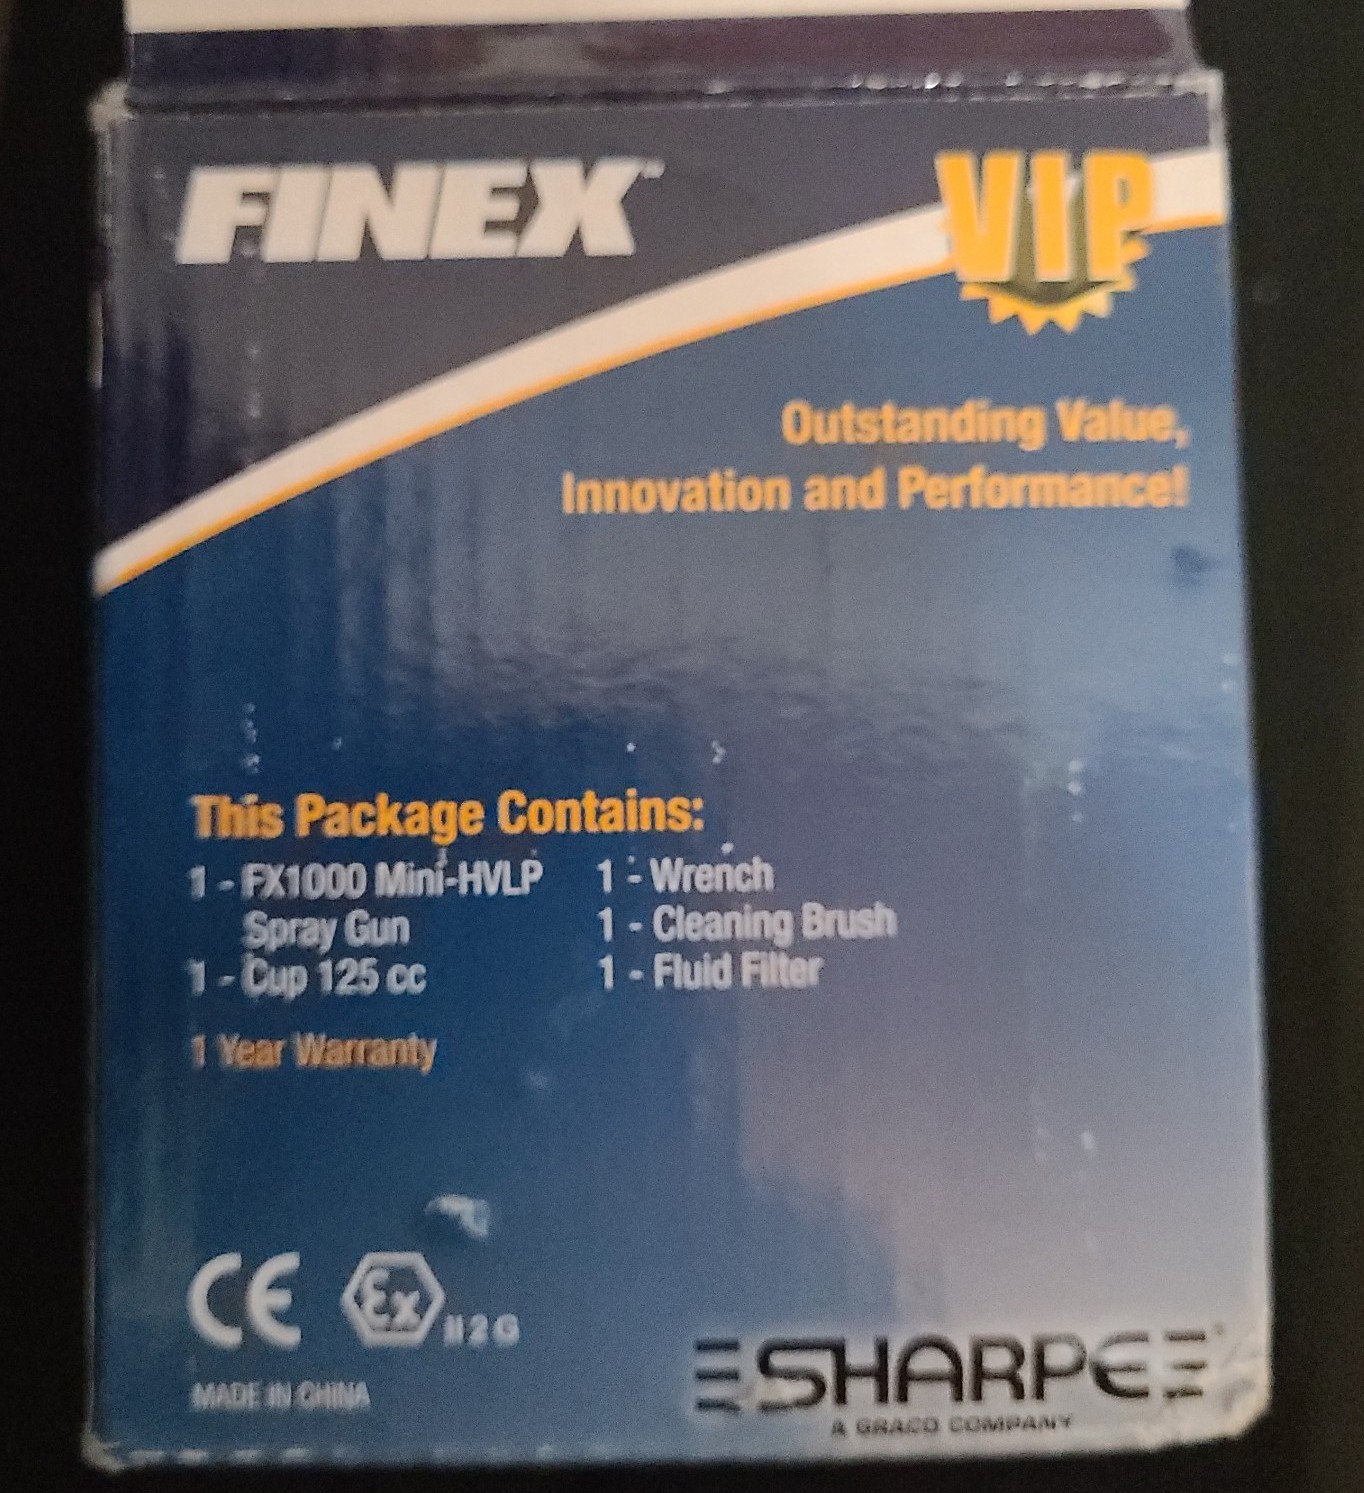 FINEX™
VIP
Outstanding Value,
Innovation and Performance!
This Package Contains:
1 - FX1000 Mini-HVLP
Spray Gun
1 - Cup 125 cc
1 - Wrench
1 - Cleaning Brush
1 - Fluid Filter
1 Year Warranty
CE Ex II 2 G
MADE IN CHINA
SHARPE
A GRACO COMPANY